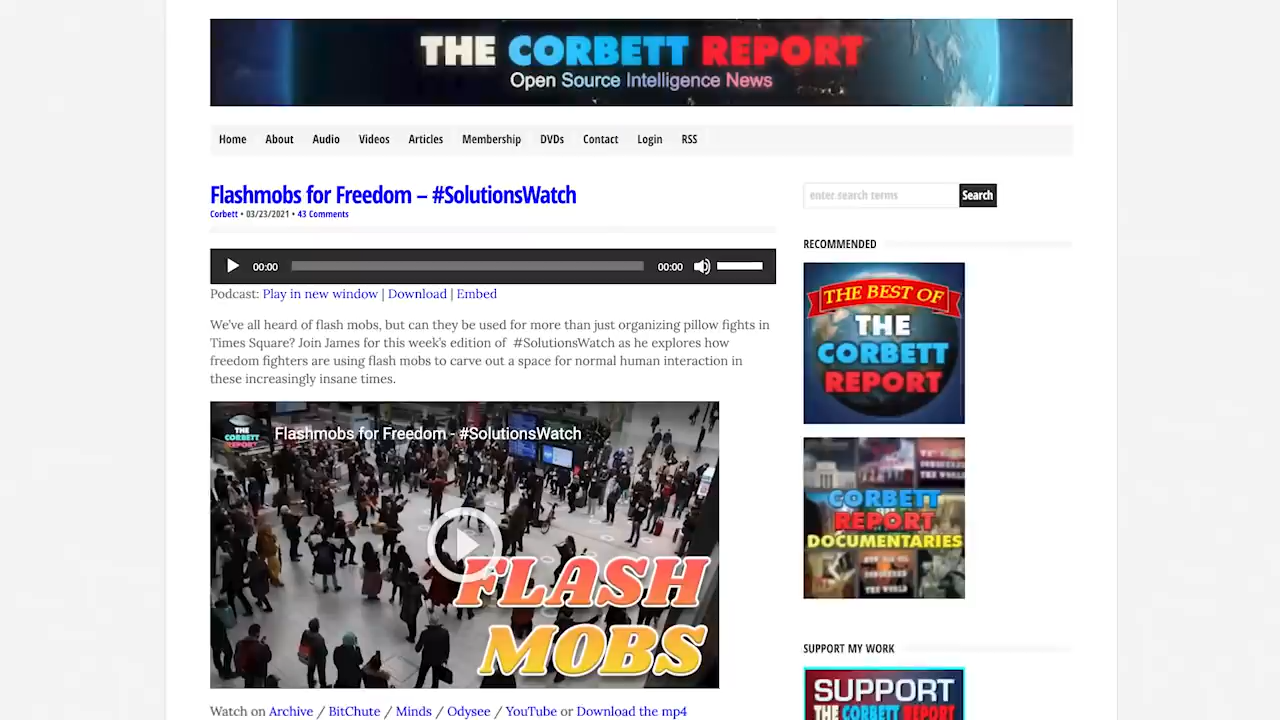 THE CORBETT REPORT
Open Source Intelligence News
Home About Audio Videos Articles Membership DVDs Contact Login RSS
Flashmobs for Freedom – #SolutionsWatch
Corbett • 03/23/2021 • 43 Comments
00:00 00:00
Podcast: Play in new window | Download | Embed
We've all heard of flash mobs, but can they be used for more than just organizing pillow fights in
Times Square? Join James for this week's edition of #SolutionsWatch as he explores how
freedom fighters are using flash mobs to carve out a space for normal human interaction in
these increasingly insane times.
THE
CORBETT
REPORT
Flashmobs for Freedom - #SolutionsWatch
FLASH
MOBS
Watch on Archive / BitChute / Minds / Odysee / YouTube or Download the mp4
enter search terms Search
RECOMMENDED
THE BEST OF
THE
CORBETT
REPORT
CORBETT
REPORT
DOCUMENTARIES
SUPPORT MY WORK
SUPPORT
THE CORBETT REPORT